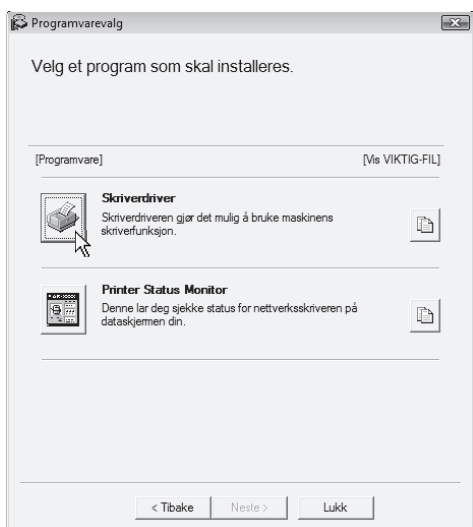 Programvarevalg
Velg et program som skal installeres.
[Programvare] [Vis VIKTIG-FIL]
Skriverdriver
Skriverdriveren gjør det mulig å bruke maskinens
skriverfunksjon.
Printer Status Monitor
Denne lar deg sjekke status for nettverksskriveren på
dataskjermen din.
< Tibake Neste > Lukk